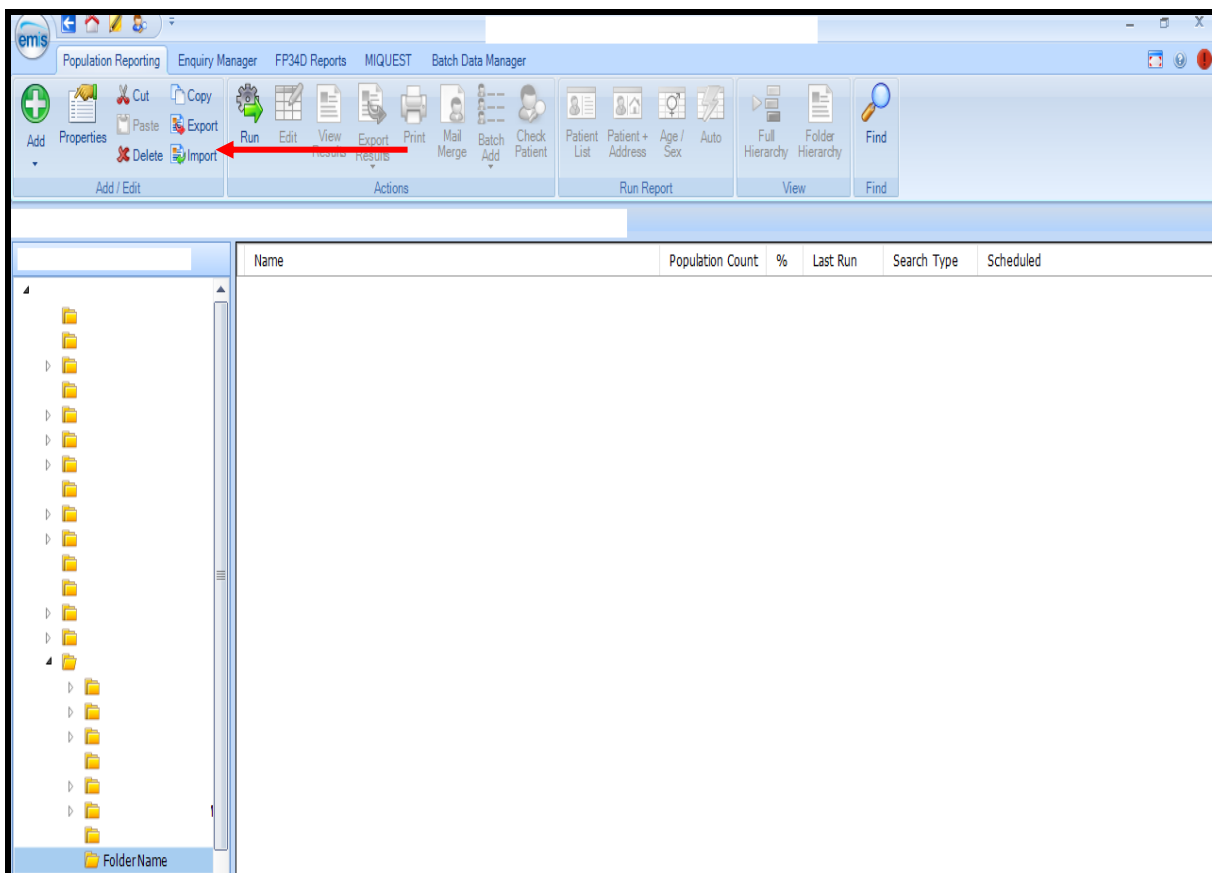 emis
Population Reporting Enquiry Manager FP34D Reports MIQUEST Batch Data Manager
Add
Properties
Cut Copy
Paste Export
Delete Import
Add / Edit
Run Edit View Results Export Results Print Mail Merge Batch Add Check Patient
Actions
Patient List Patient + Address Age / Sex Auto
Run Report
Full Hierarchy Folder Hierarchy
View
Find
Find
Name Population Count % Last Run Search Type Scheduled
FolderName